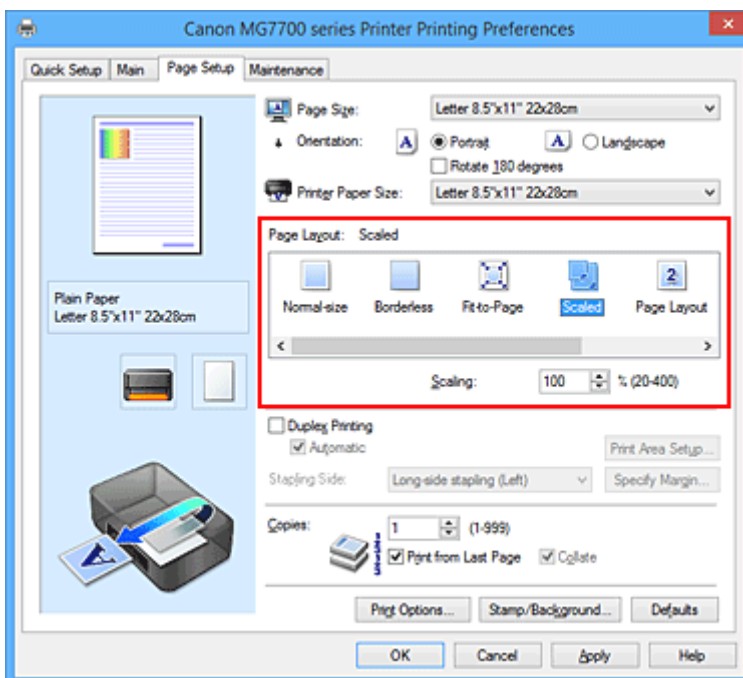 Canon MG7700 series Printer Printing Preferences
Quick Setup Main Page Setup Maintenance
Page Size: Letter 8.5"x11" 22x28cm
Orientation: A Portrait A Landscape
Rotate 180 degrees
Printer Paper Size: Letter 8.5"x11" 22x28cm
Page Layout: Scaled
Normal-size Borderless Fit-to-Page Scaled 2 Page Layout
Scaling: 100 % (20-400)
Plain Paper
Letter 8.5"x11" 22x28cm
Duplex Printing
Automatic Print Area Setup...
Stapling Side: Long-side stapling (Left) Specify Margin...
Copies: 1 (1-999)
Print from Last Page Collate
A
Print Options... Stamp/Background... Defaults
OK Cancel Apply Help